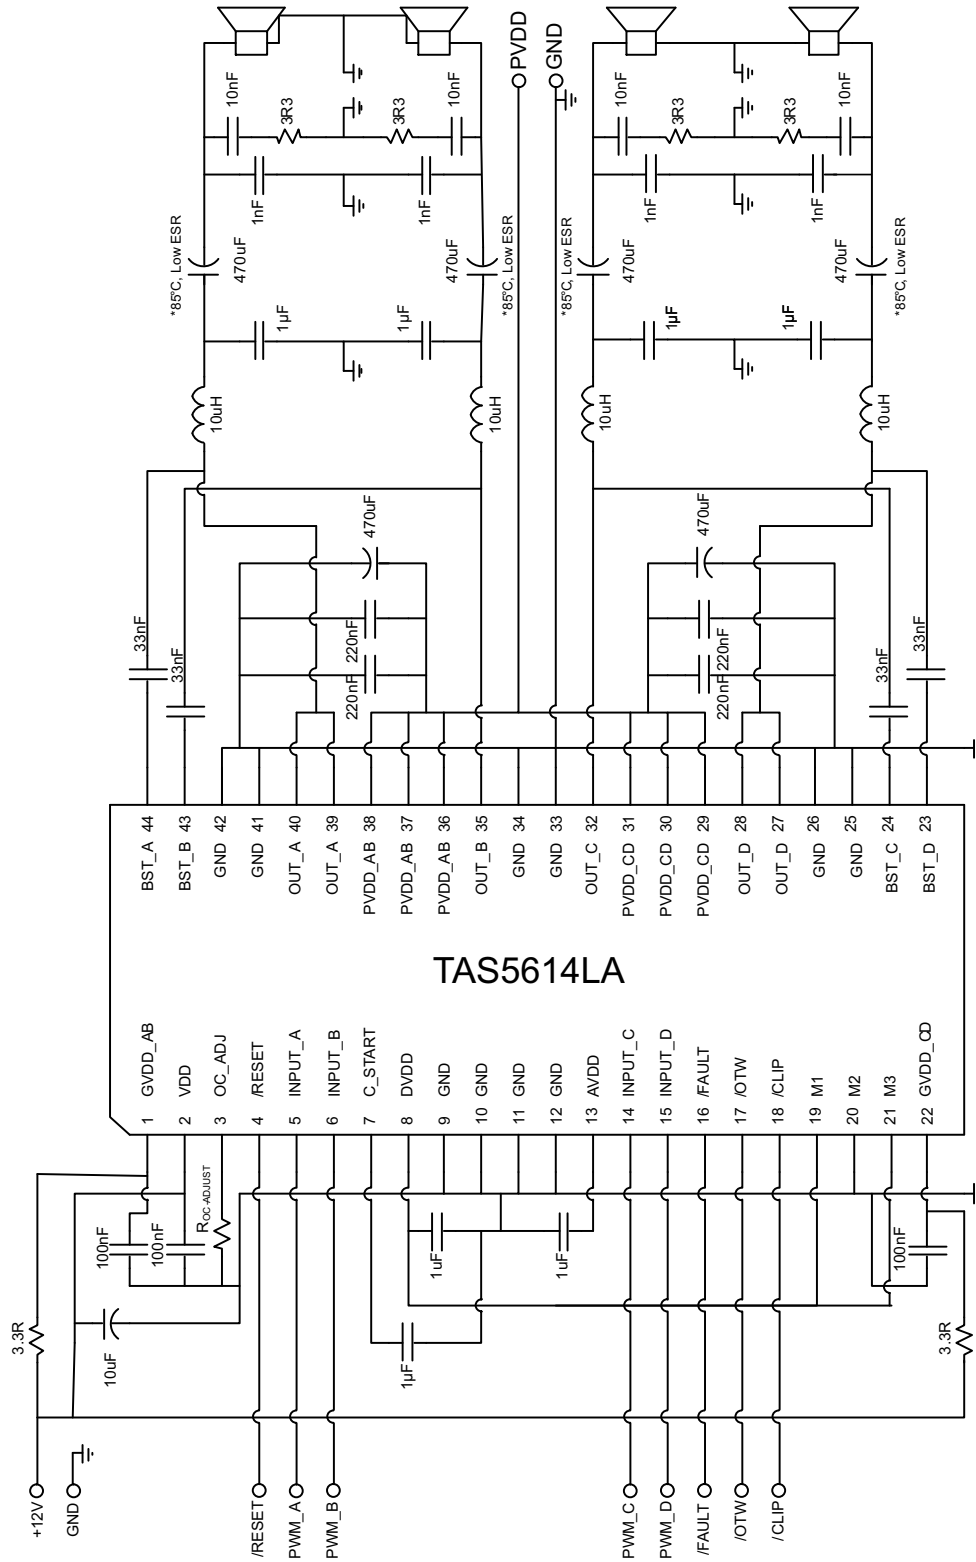 10nF
3R3
3R3
10nF
PVDD
GND
10nF
3R3
3R3
10nF
1nF
1nF
1nF
1nF
*85°C, Low ESR
470uF
470uF
*85°C, Low ESR
*85°C, Low ESR
470uF
470uF
*85°C, Low ESR
1µF
1µF
1µF
1µF
10uH
10uH
10uH
10uH
470uF
470uF
33nF
33nF
220nF
220nF
220nF
220nF
33nF
33nF
BST_A 44
BST_B 43
GND 42
GND 41
OUT_A 40
OUT_A 39
PVDD_AB 38
PVDD_AB 37
PVDD_AB 36
OUT_B 35
GND 34
GND 33
OUT_C 32
PVDD_CD 31
PVDD_CD 30
PVDD_CD 29
OUT_D 28
OUT_D 27
GND 26
GND 25
BST_C 24
BST_D 23
TAS5614LA
1 GVDD_AB
2 VDD
3 OC_ADJ
4 /RESET
5 INPUT_A
6 INPUT_B
7 C_START
8 DVDD
9 GND
10 GND
11 GND
12 GND
13 AVDD
14 INPUT_C
15 INPUT_D
16 /FAULT
17 /OTW
18 /CLIP
19 M1
20 M2
21 M3
22 GVDD_CD
100nF
100nF
ROC-ADJUST
1uF
1uF
100nF
3.3R
10uF
1µF
3.3R
+12V
GND
/RESET
PWM_A
PWM_B
PWM_C
PWM_D
/FAULT
/OTW
/CLIP